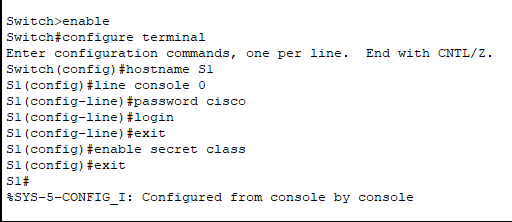 Switch>enable
Switch#configure terminal
Enter configuration commands, one per line.  End with CNTL/Z.
Switch(config)#hostname S1
S1(config)#line console 0
S1(config-line)#password cisco
S1(config-line)#login
S1(config-line)#exit
S1(config)#enable secret class
S1(config)#exit
S1#
%SYS-5-CONFIG_I: Configured from console by console